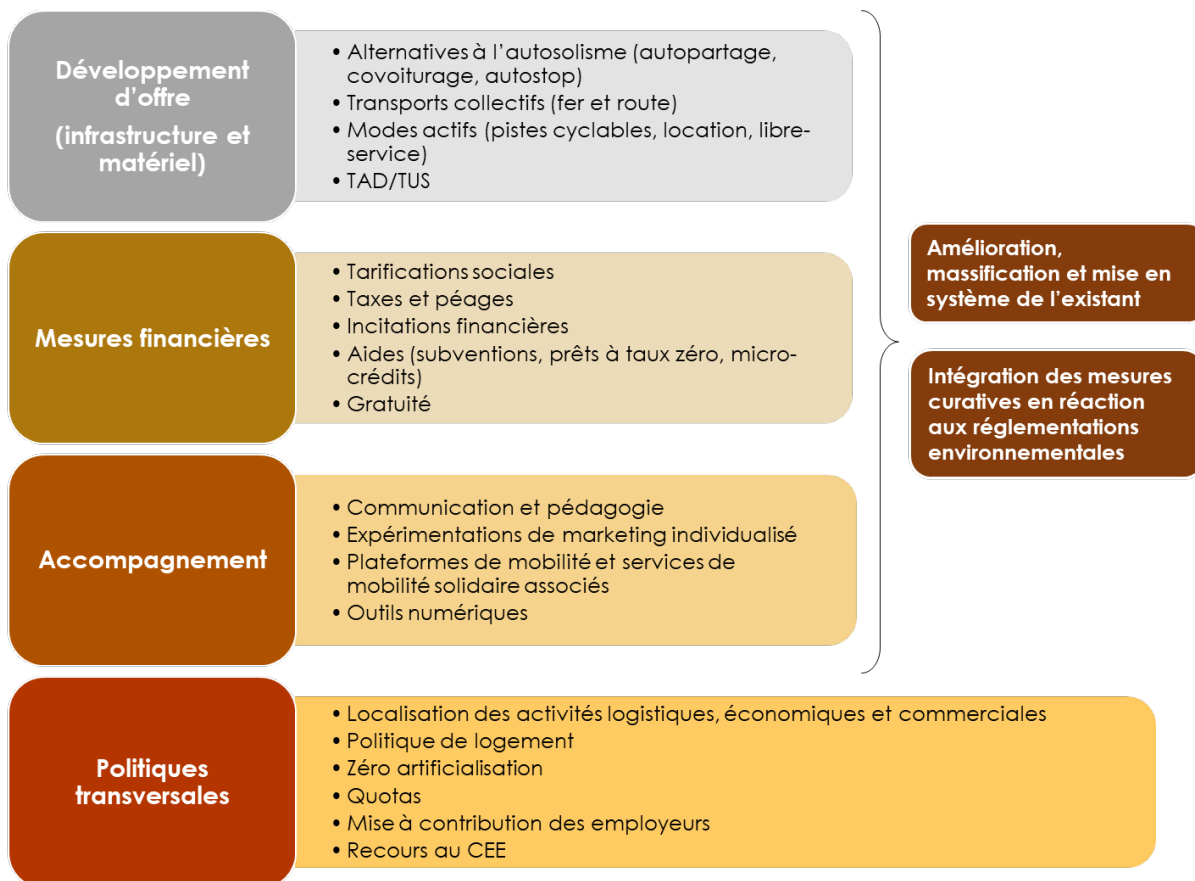 Développement
d'offre
(infrastructure et
matériel)
• Alternatives à l'autosolisme (autopartage,
covoiturage, autostop)
• Transports collectifs (fer et route)
• Modes actifs (pistes cyclables, location, libre-
service)
• TAD/TUS
Mesures financières
• Tarifications sociales
• Taxes et péages
• Incitations financières
• Aides (subventions, prêts à taux zéro, micro-
crédits)
• Gratuité
Accompagnement
• Communication et pédagogie
• Expérimentations de marketing individualisé
• Plateformes de mobilité et services de
mobilité solidaire associés
• Outils numériques
Amélioration,
massification et mise en
système de l'existant
Intégration des mesures
curatives en réaction
aux réglementations
environnementales
Politiques
transversales
• Localisation des activités logistiques, économiques et commerciales
• Politique de logement
• Zéro artificialisation
• Quotas
• Mise à contribution des employeurs
• Recours au CEE